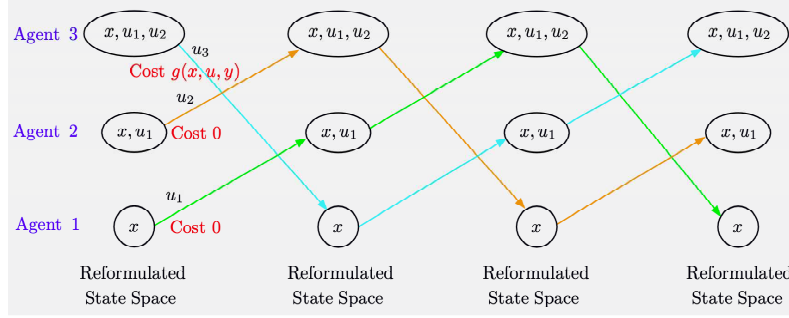 Agent 3
x, u₁, u₂
x, u₁, u₂
x, u₁, u₂
x, u₁, u₂
u₃
Cost g(x, u, y)
u₂
Agent 2
x, u₁
Cost 0
x, u₁
x, u₁
x, u₁
u₁
Agent 1
x
Cost 0
x
x
x
Reformulated
State Space
Reformulated
State Space
Reformulated
State Space
Reformulated
State Space